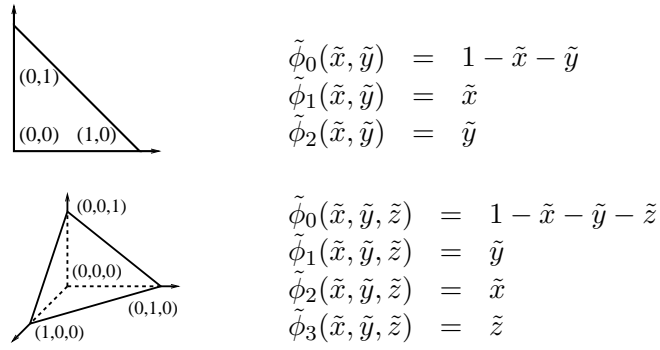 (0,1)
(0,0) (1,0)
ϕ̃₀(x̃, ỹ) = 1 − x̃ − ỹ
ϕ̃₁(x̃, ỹ) = x̃
ϕ̃₂(x̃, ỹ) = ỹ
(0,0,1)
(0,0,0)
(0,1,0)
(1,0,0)
ϕ̃₀(x̃, ỹ, z̃) = 1 − x̃ − ỹ − z̃
ϕ̃₁(x̃, ỹ, z̃) = ỹ
ϕ̃₂(x̃, ỹ, z̃) = x̃
ϕ̃₃(x̃, ỹ, z̃) = z̃